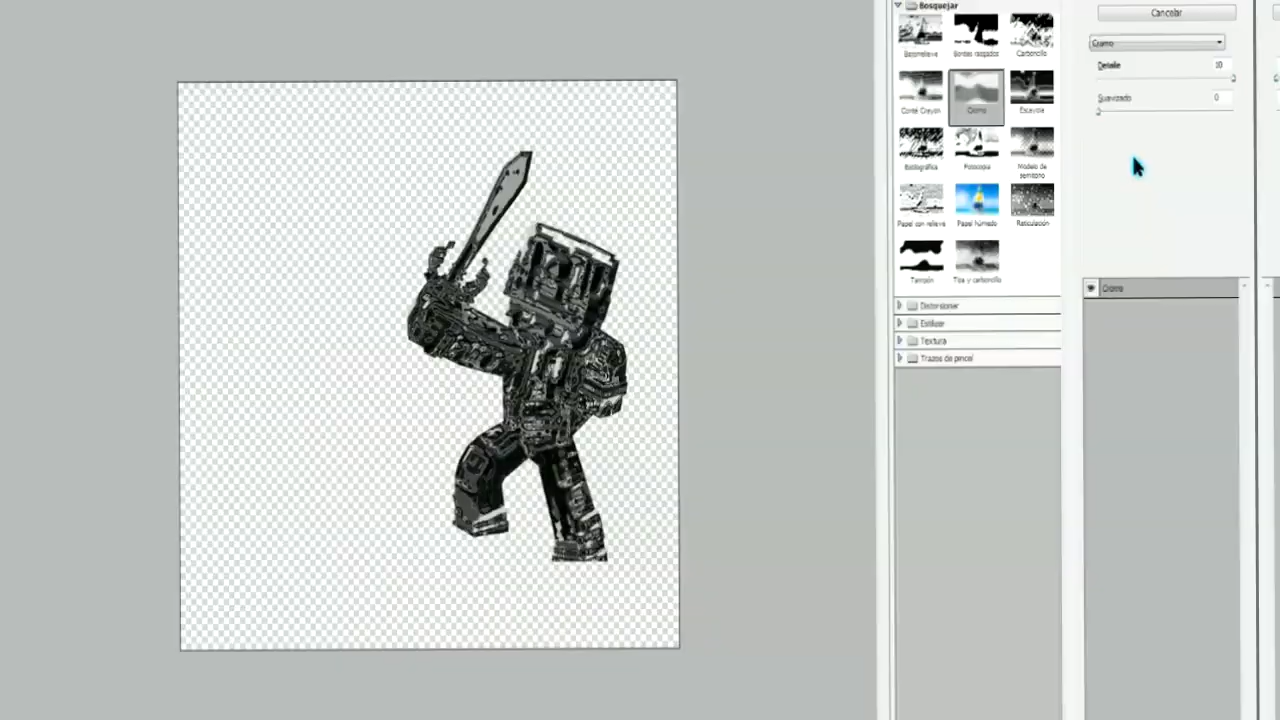 Bosquejar
Cancelar
Bajorrelieve
Bordes rasgados
Carboncillo
Cromo
Detalle
10
Suavizado
0
Conté Crayon
Cromo
Escayola
Fotocopia
Modelo de
semitono
Papel con relieve
Papel húmedo
Reticulación
Tampón
Tiza y carboncillo
Cromo
Distorsionar
Estilizar
Textura
Trazos de pincel